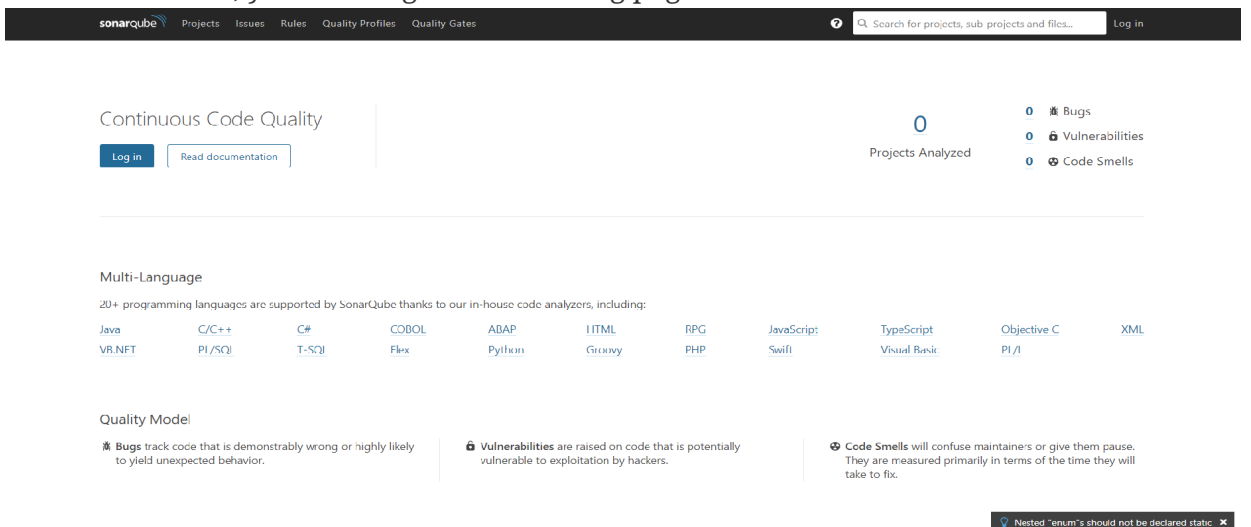 sonarqube Projects Issues Rules Quality Profiles Quality Gates Search for projects, sub projects and files... Log in
Continuous Code Quality
Log in Read documentation
0
Projects Analyzed
0 Bugs
0 Vulnerabilities
0 Code Smells
Multi-Language
20+ programming languages are supported by SonarQube thanks to our in-house code analyzers, including:
Java C/C++ C# COBOL ABAP HTML RPG JavaScript TypeScript Objective C XML
VB.NET PL/SQL T-SQL Flex Python Groovy PHP Swift Visual Basic PL/I
Quality Model
Bugs track code that is demonstrably wrong or highly likely
to yield unexpected behavior.
Vulnerabilities are raised on code that is potentially
vulnerable to exploitation by hackers.
Code Smells will confuse maintainers or give them pause.
They are measured primarily in terms of the time they will
take to fix.
Nested "enum"s should not be declared static